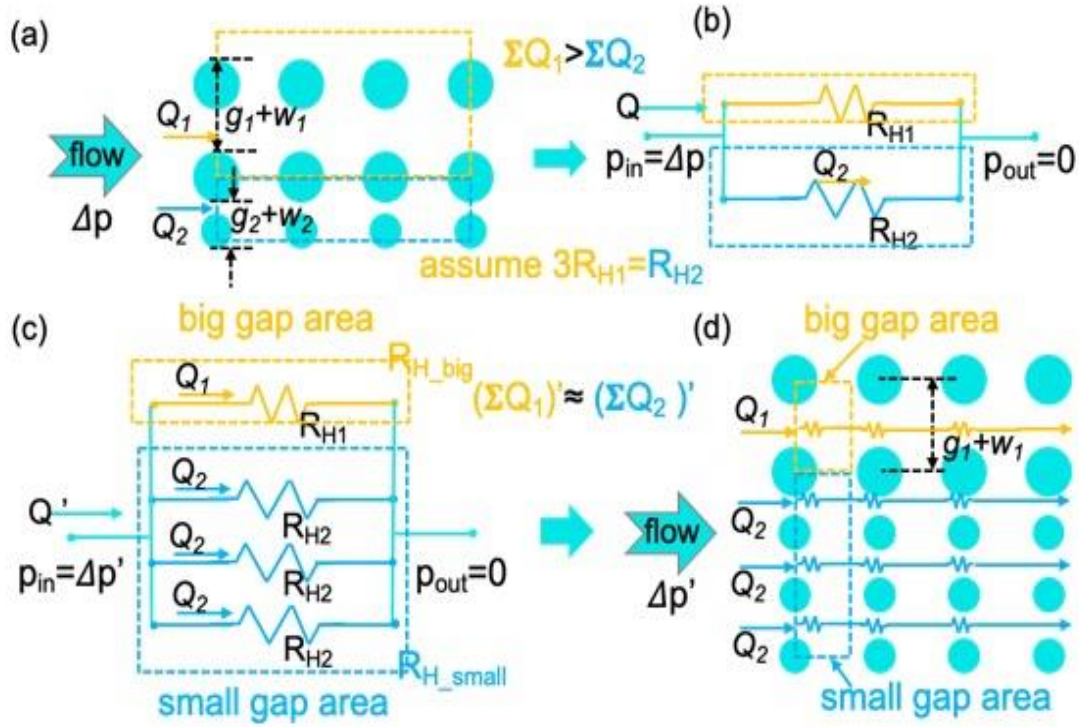 (a)
ΣQ1>ΣQ2
g1+w1
Q1
flow
Δp
Q2
g2+w2
assume 3RH1=RH2
(b)
Q
RH1
pin=Δp
pout=0
Q2
RH2
(c)
big gap area
RH_big
Q1
RH1
(ΣQ1)'≈ (ΣQ2 )'
Q2
RH2
Q'
Q2
RH2
pin=Δp'
pout=0
Q2
RH2
RH_small
small gap area
(d)
big gap area
Q1
g1+w1
Q2
flow
Q2
Δp'
Q2
small gap area